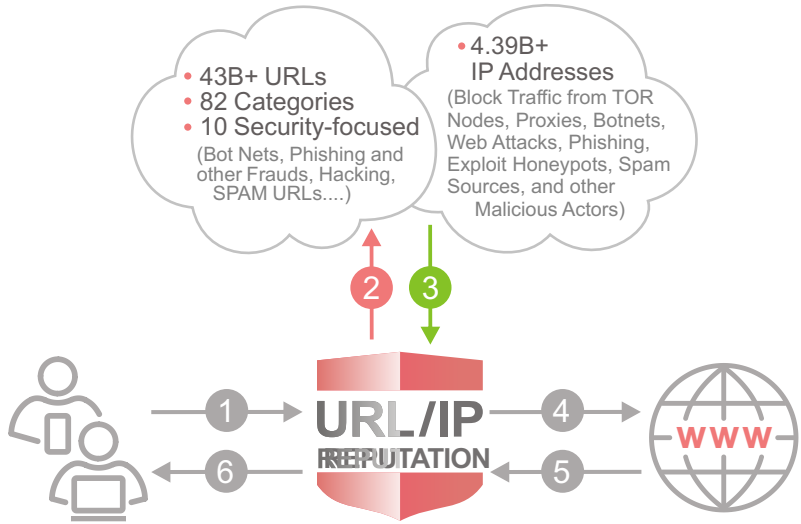 • 43B+ URLs
• 82 Categories
• 10 Security-focused
(Bot Nets, Phishing and
other Frauds, Hacking,
SPAM URLs....)
• 4.39B+
IP Addresses
(Block Traffic from TOR
Nodes, Proxies, Botnets,
Web Attacks, Phishing,
Exploit Honeypots, Spam
Sources, and other
Malicious Actors)
2
3
1
URL/IP
REPUTATION
4
WWW
6
5